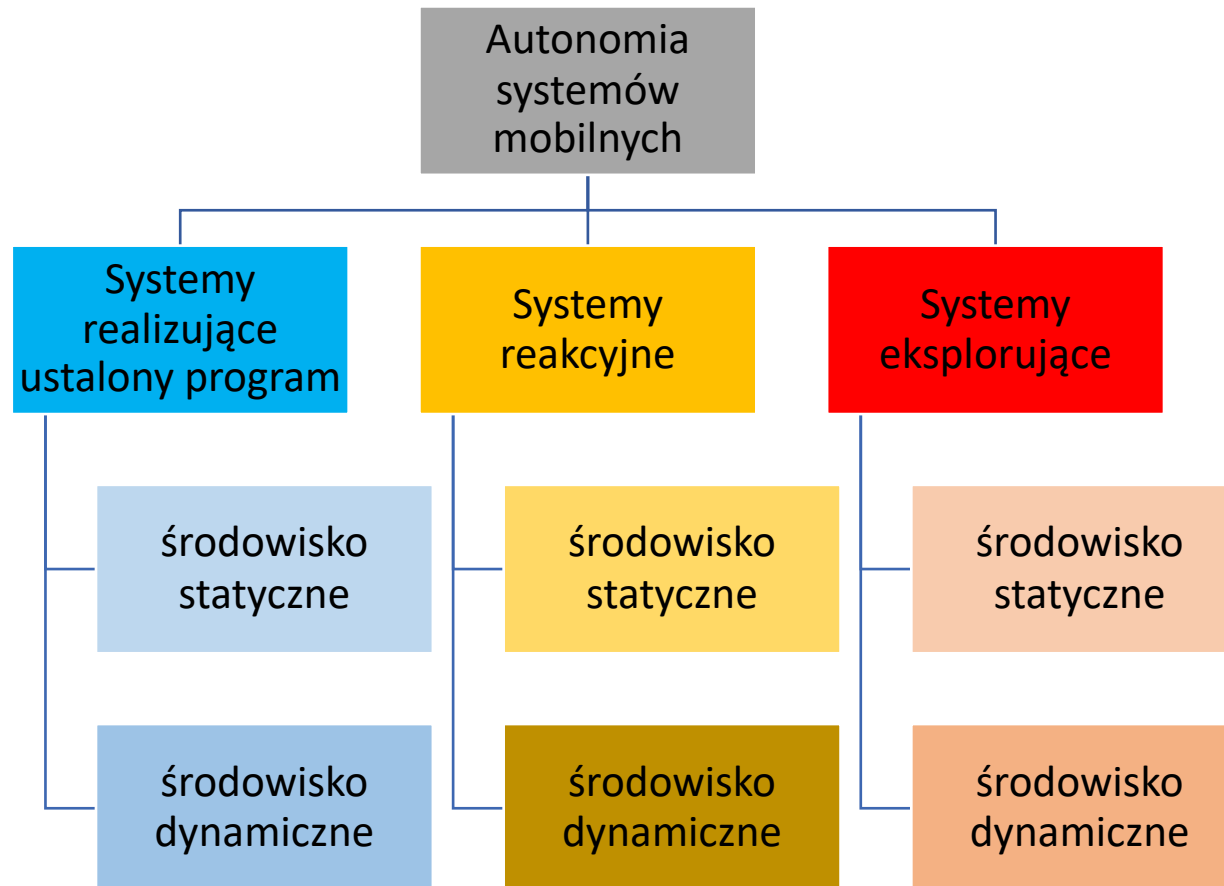 Autonomia
systemów
mobilnych
Systemy
realizujące
ustalony program
Systemy
reakcyjne
Systemy
eksplorujące
środowisko
statyczne
środowisko
statyczne
środowisko
statyczne
środowisko
dynamiczne
środowisko
dynamiczne
środowisko
dynamiczne